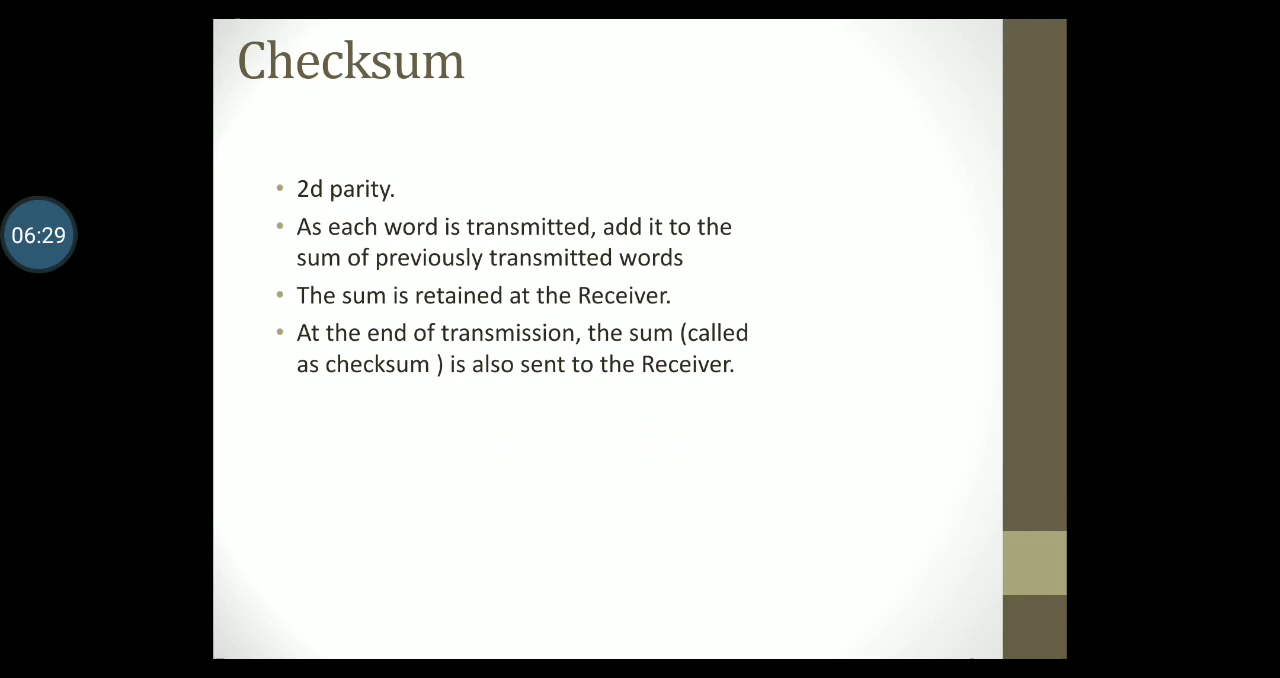 Checksum
• 2d parity.
• As each word is transmitted, add it to the
sum of previously transmitted words
• The sum is retained at the Receiver.
• At the end of transmission, the sum (called
as checksum ) is also sent to the Receiver.
06:29